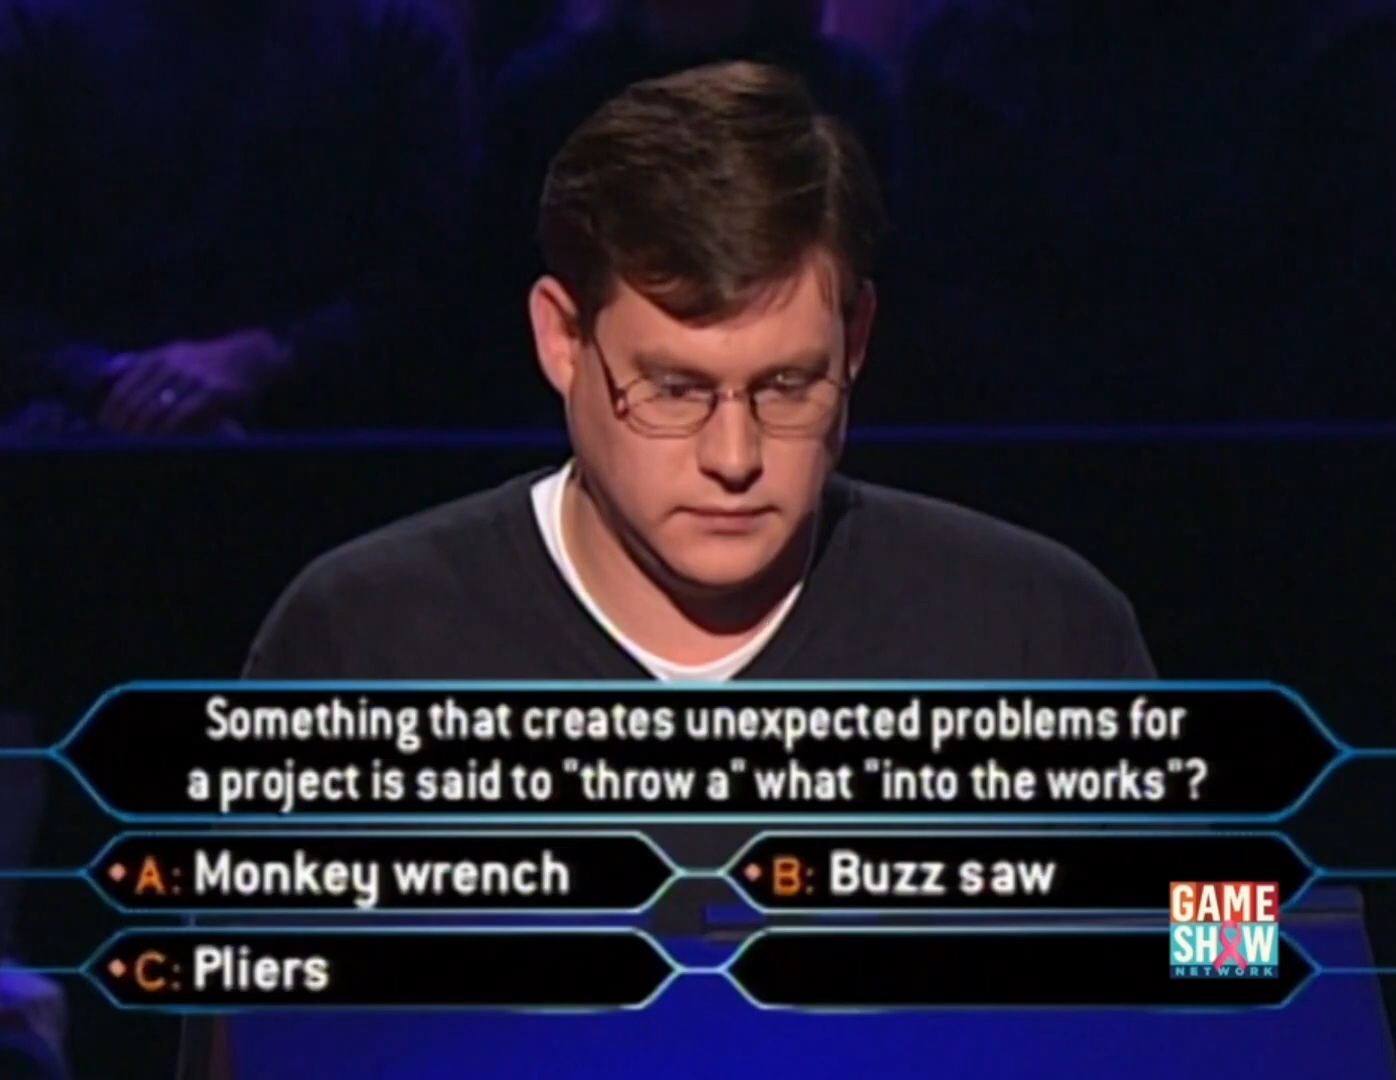 Something that creates unexpected problems for
a project is said to "throw a" what "into the works"?
A: Monkey wrench
B: Buzz saw
C: Pliers
GAME
SHOW
NETWORK